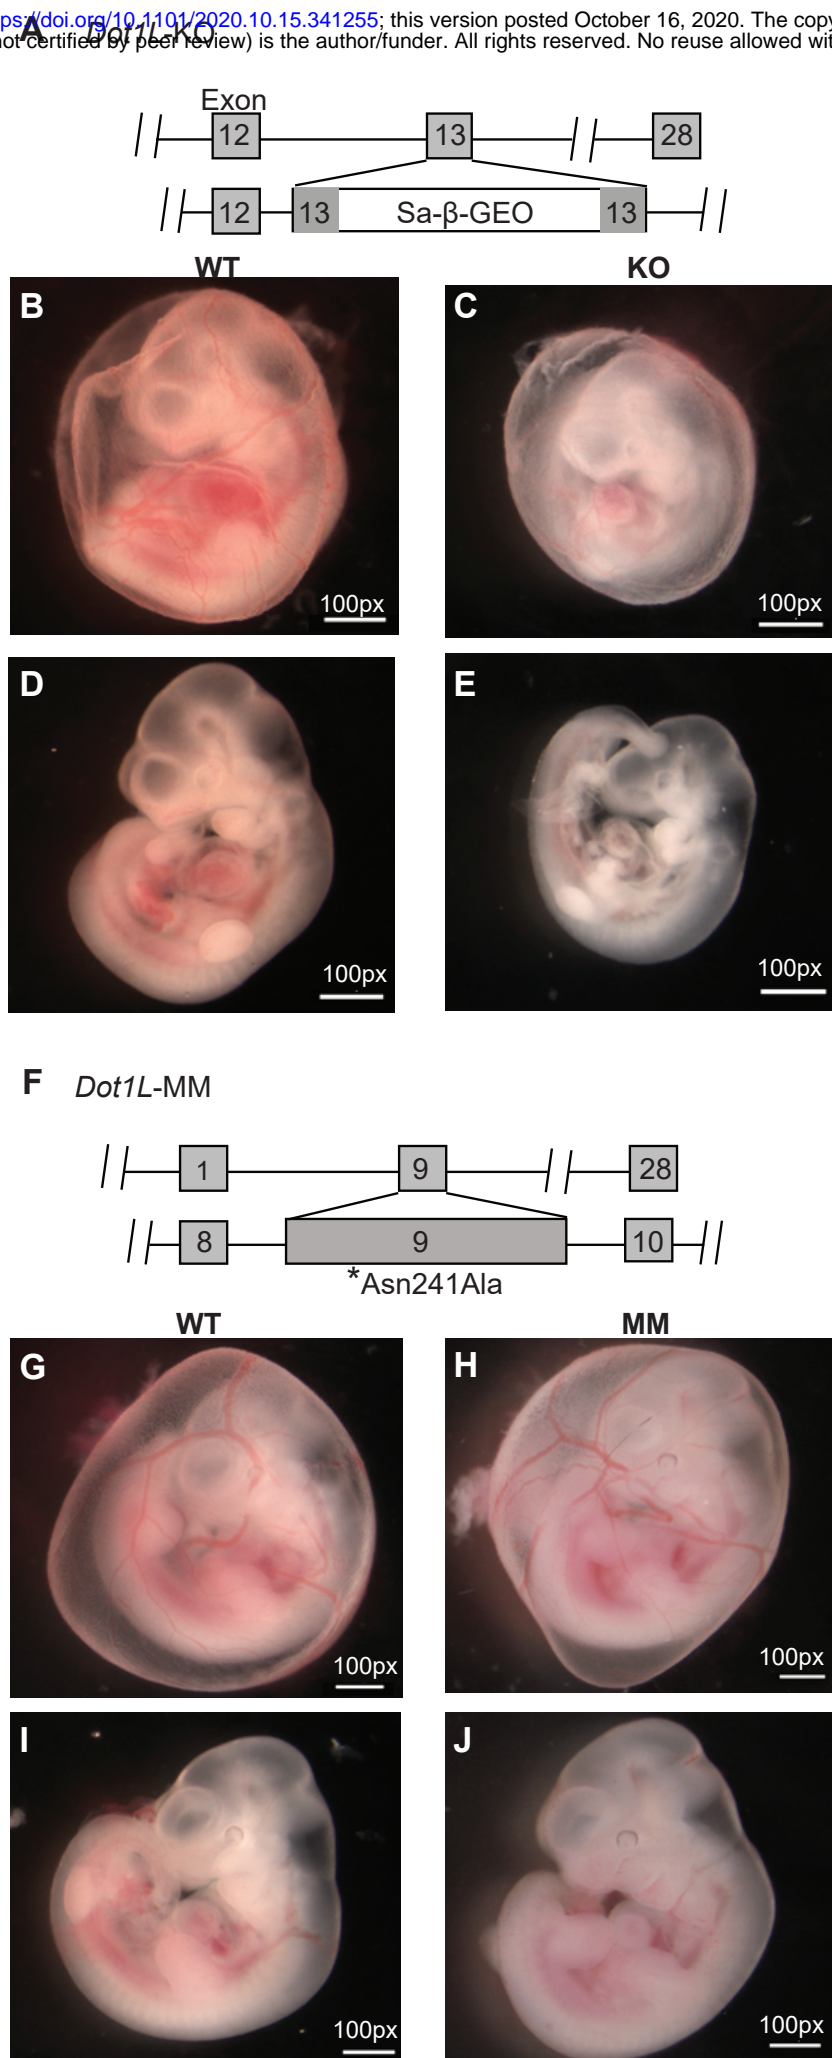 ps://doi.org/10.1101/2020.10.15.341255; this version posted October 16, 2020. The copy
not certified by peer review) is the author/funder. All rights reserved. No reuse allowed wit
A Dot1L-KO
Exon
12 13 28
12 13 Sa-β-GEO 13
WT KO
B C
100px 100px
D E
100px 100px
F Dot1L-MM
1 9 28
8 9 10
*Asn241Ala
WT MM
G H
100px 100px
I J
100px 100px